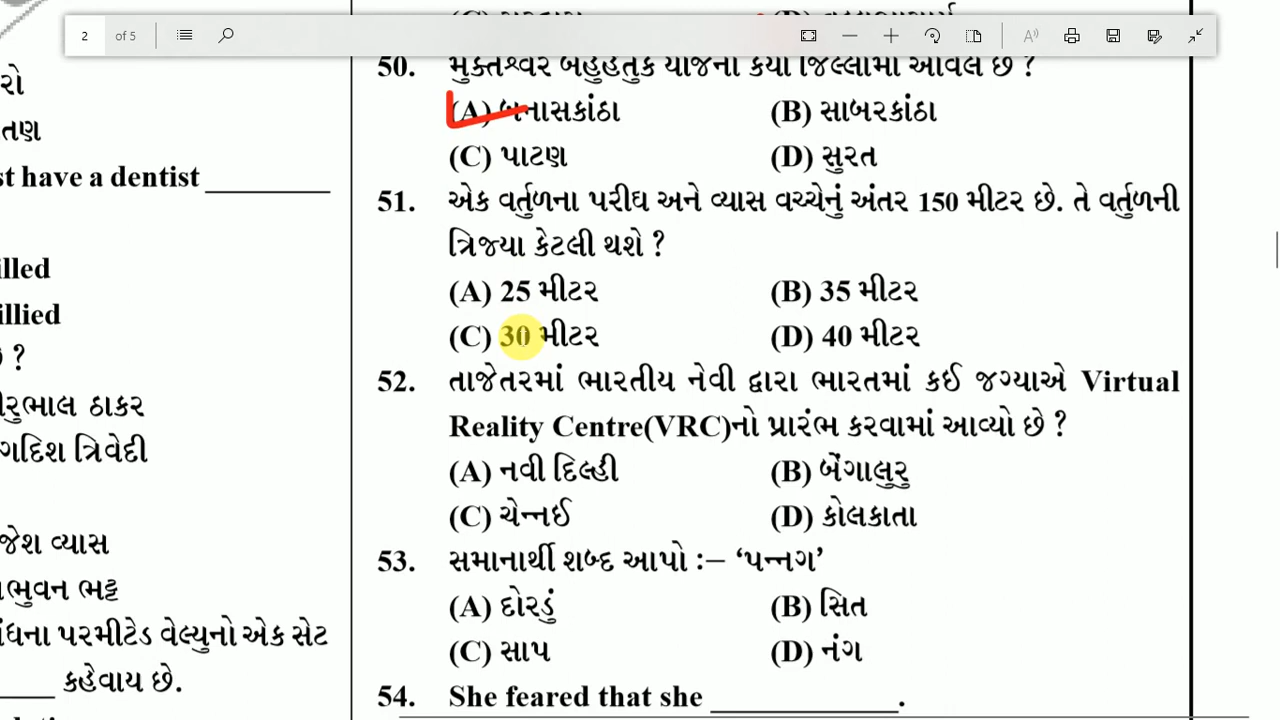 2 of 5
રો
તણ
st have a dentist ________
illed
illied
છે ?
ીરુભાલ ઠાકર
ગદિશ ત્રિવેદી
જેશ વ્યાસ
ભુવન ભટ્ટ
ંધના પરમીટેડ વેલ્યુનો એક સેટ
____ કહેવાય છે.
50. મુક્તેશ્વર બહુહેતુક યોજના કયા જિલ્લામાં આવેલ છે ?
(A) બનાસકાંઠા (B) સાબરકાંઠા
(C) પાટણ (D) સુરત
51. એક વર્તુળના પરીઘ અને વ્યાસ વચ્ચેનું અંતર 150 મીટર છે. તે વર્તુળની
ત્રિજ્યા કેટલી થશે ?
(A) 25 મીટર (B) 35 મીટર
(C) 30 મીટર (D) 40 મીટર
52. તાજેતરમાં ભારતીય નેવી દ્વારા ભારતમાં કઈ જગ્યાએ Virtual
Reality Centre(VRC)નો પ્રારંભ કરવામાં આવ્યો છે ?
(A) નવી દિલ્હી (B) બેંગાલુરુ
(C) ચેન્નઈ (D) કોલકાતા
53. સમાનાર્થી શબ્દ આપો :– ‘પન્નગ’
(A) દોરડું (B) સિત
(C) સાપ (D) નંગ
54. She feared that she ____________.